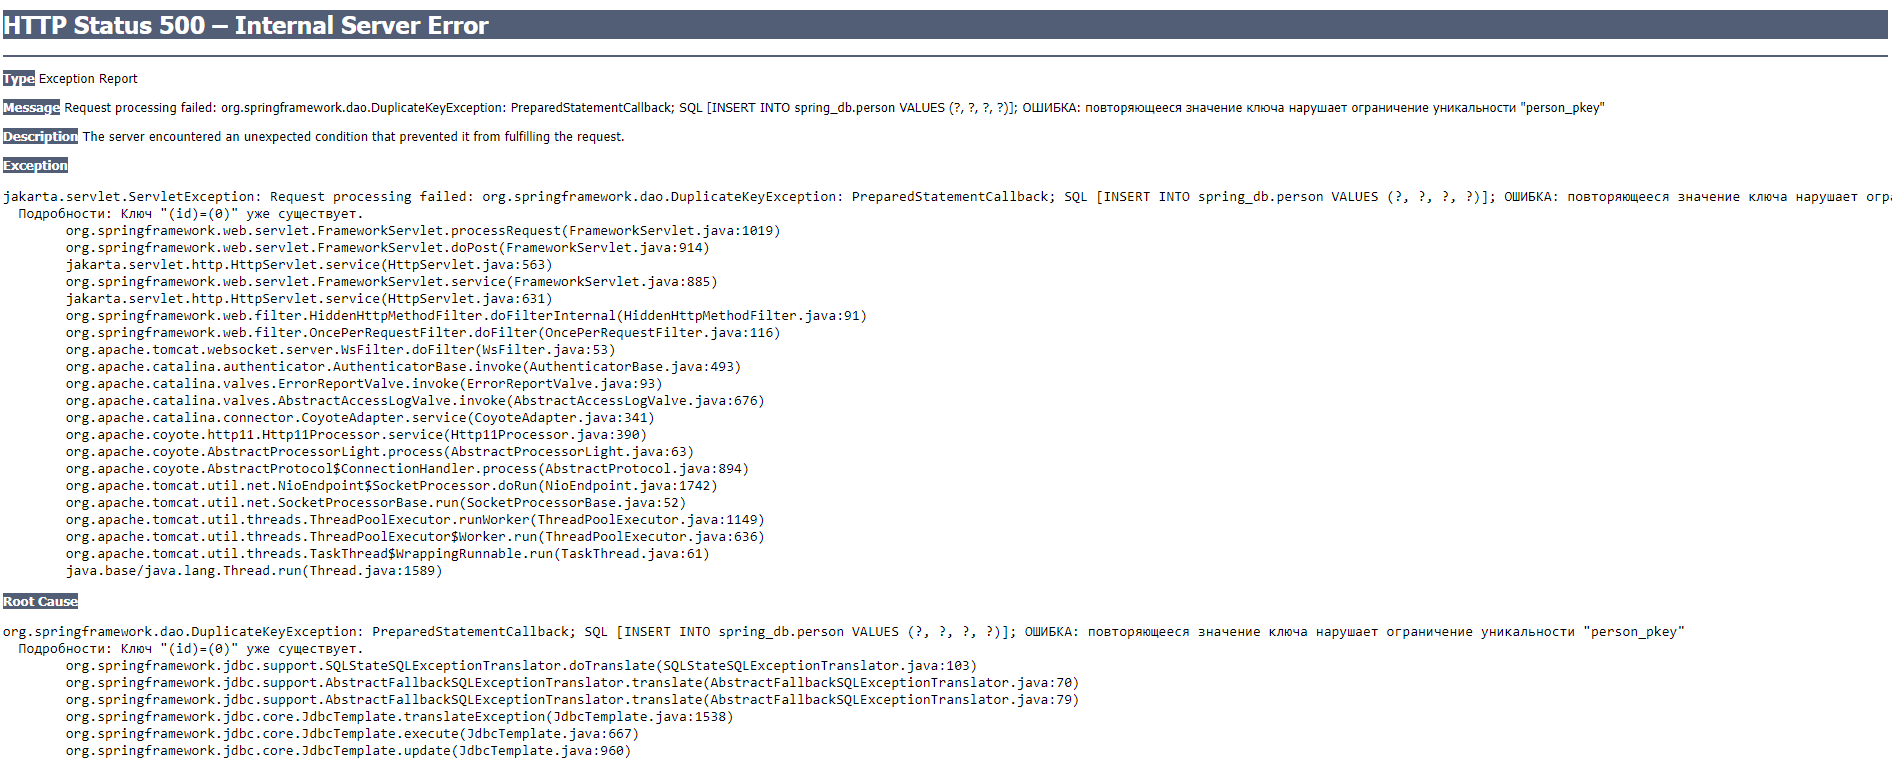 HTTP Status 500 – Internal Server Error
Type Exception Report
Message Request processing failed: org.springframework.dao.DuplicateKeyException: PreparedStatementCallback; SQL [INSERT INTO spring_db.person VALUES (?, ?, ?, ?)]; ОШИБКА: повторяющееся значение ключа нарушает ограничение уникальности "person_pkey"
Description The server encountered an unexpected condition that prevented it from fulfilling the request.
Exception
jakarta.servlet.ServletException: Request processing failed: org.springframework.dao.DuplicateKeyException: PreparedStatementCallback; SQL [INSERT INTO spring_db.person VALUES (?, ?, ?, ?)]; ОШИБКА: повторяющееся значение ключа нарушает
Подробности: Ключ "(id)=(0)" уже существует.
org.springframework.web.servlet.FrameworkServlet.processRequest(FrameworkServlet.java:1019)
org.springframework.web.servlet.FrameworkServlet.doPost(FrameworkServlet.java:914)
jakarta.servlet.http.HttpServlet.service(HttpServlet.java:563)
org.springframework.web.servlet.FrameworkServlet.service(FrameworkServlet.java:885)
jakarta.servlet.http.HttpServlet.service(HttpServlet.java:631)
org.springframework.web.filter.HiddenHttpMethodFilter.doFilterInternal(HiddenHttpMethodFilter.java:91)
org.springframework.web.filter.OncePerRequestFilter.doFilter(OncePerRequestFilter.java:116)
org.apache.tomcat.websocket.server.WsFilter.doFilter(WsFilter.java:53)
org.apache.catalina.authenticator.AuthenticatorBase.invoke(AuthenticatorBase.java:493)
org.apache.catalina.valves.ErrorReportValve.invoke(ErrorReportValve.java:93)
org.apache.catalina.valves.AbstractAccessLogValve.invoke(AbstractAccessLogValve.java:676)
org.apache.catalina.connector.CoyoteAdapter.service(CoyoteAdapter.java:341)
org.apache.coyote.http11.Http11Processor.service(Http11Processor.java:390)
org.apache.coyote.AbstractProcessorLight.process(AbstractProcessorLight.java:63)
org.apache.coyote.AbstractProtocol$ConnectionHandler.process(AbstractProtocol.java:894)
org.apache.tomcat.util.net.NioEndpoint$SocketProcessor.doRun(NioEndpoint.java:1742)
org.apache.tomcat.util.net.SocketProcessorBase.run(SocketProcessorBase.java:52)
org.apache.tomcat.util.threads.ThreadPoolExecutor.runWorker(ThreadPoolExecutor.java:1149)
org.apache.tomcat.util.threads.ThreadPoolExecutor$Worker.run(ThreadPoolExecutor.java:636)
org.apache.tomcat.util.threads.TaskThread$WrappingRunnable.run(TaskThread.java:61)
java.base/java.lang.Thread.run(Thread.java:1589)
Root Cause
org.springframework.dao.DuplicateKeyException: PreparedStatementCallback; SQL [INSERT INTO spring_db.person VALUES (?, ?, ?, ?)]; ОШИБКА: повторяющееся значение ключа нарушает ограничение уникальности "person_pkey"
Подробности: Ключ "(id)=(0)" уже существует.
org.springframework.jdbc.support.SQLStateSQLExceptionTranslator.doTranslate(SQLStateSQLExceptionTranslator.java:103)
org.springframework.jdbc.support.AbstractFallbackSQLExceptionTranslator.translate(AbstractFallbackSQLExceptionTranslator.java:70)
org.springframework.jdbc.support.AbstractFallbackSQLExceptionTranslator.translate(AbstractFallbackSQLExceptionTranslator.java:79)
org.springframework.jdbc.core.JdbcTemplate.translateException(JdbcTemplate.java:1538)
org.springframework.jdbc.core.JdbcTemplate.execute(JdbcTemplate.java:667)
org.springframework.jdbc.core.JdbcTemplate.update(JdbcTemplate.java:960)